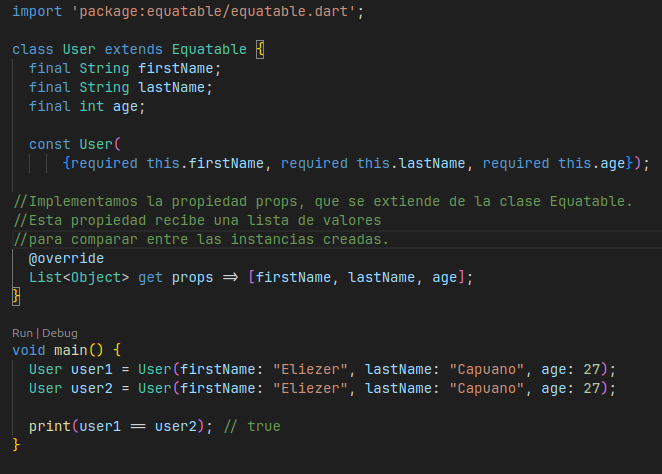 import 'package:equatable/equatable.dart';
class User extends Equatable {
final String firstName;
final String lastName;
final int age;
const User(
{required this.firstName, required this.lastName, required this.age});
//Implementamos la propiedad props, que se extiende de la clase Equatable.
//Esta propiedad recibe una lista de valores
//para comparar entre las instancias creadas.
@override
List<Object> get props => [firstName, lastName, age];
}
Run | Debug
void main() {
User user1 = User(firstName: "Eliezer", lastName: "Capuano", age: 27);
User user2 = User(firstName: "Eliezer", lastName: "Capuano", age: 27);
print(user1 == user2); // true
}